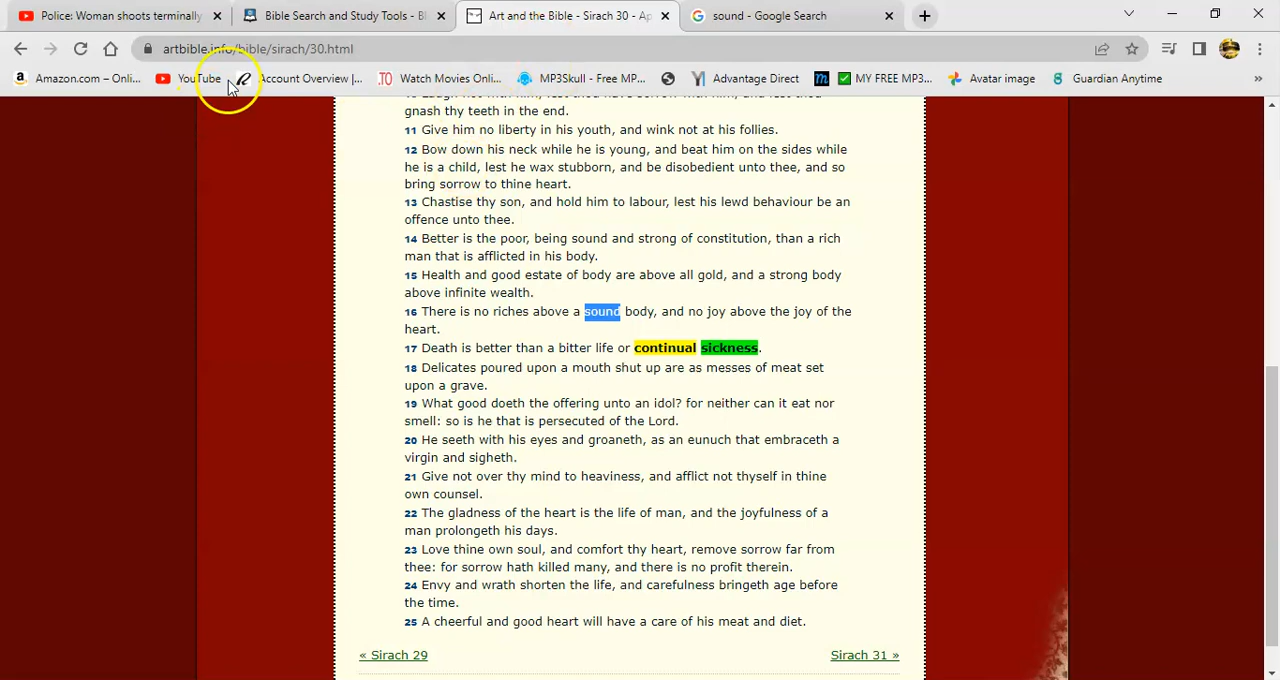 Police: Woman shoots terminally
Bible Search and Study Tools - Bl
Art and the Bible - Sirach 30 - Ap
sound - Google Search
artbible.info/bible/sirach/30.html
Amazon.com – Onli...
YouTube
Account Overview |...
.TO Watch Movies Onl...
MP3Skull - Free MP...
Advantage Direct
MY FREE MP3...
Avatar image
Guardian Anytime
»
gnash thy teeth in the end.
11 Give him no liberty in his youth, and wink not at his follies.
12 Bow down his neck while he is young, and beat him on the sides while
he is a child, lest he wax stubborn, and be disobedient unto thee, and so
bring sorrow to thine heart.
13 Chastise thy son, and hold him to labour, lest his lewd behaviour be an
offence unto thee.
14 Better is the poor, being sound and strong of constitution, than a rich
man that is afflicted in his body.
15 Health and good estate of body are above all gold, and a strong body
above infinite wealth.
16 There is no riches above a sound body, and no joy above the joy of the
heart.
17 Death is better than a bitter life or continual sickness.
18 Delicates poured upon a mouth shut up are as messes of meat set
upon a grave.
19 What good doeth the offering unto an idol? for neither can it eat nor
smell: so is he that is persecuted of the Lord.
20 He seeth with his eyes and groaneth, as an eunuch that embraceth a
virgin and sigheth.
21 Give not over thy mind to heaviness, and afflict not thyself in thine
own counsel.
22 The gladness of the heart is the life of man, and the joyfulness of a
man prolongeth his days.
23 Love thine own soul, and comfort thy heart, remove sorrow far from
thee: for sorrow hath killed many, and there is no profit therein.
24 Envy and wrath shorten the life, and carefulness bringeth age before
the time.
25 A cheerful and good heart will have a care of his meat and diet.
« Sirach 29
Sirach 31 »